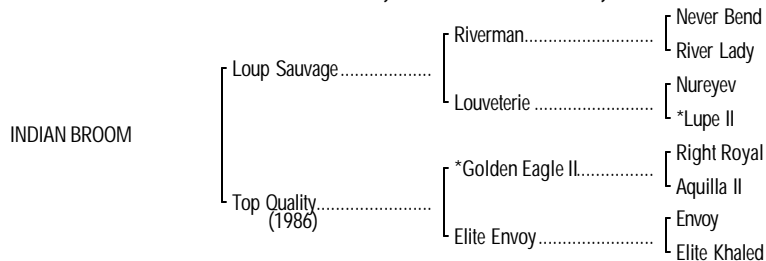 Never Bend
Riverman
River Lady
Loup Sauvage
Nureyev
Louveterie
*Lupe II
INDIAN BROOM
Right Royal
*Golden Eagle II
Aquilla II
Top Quality
(1986)
Envoy
Elite Envoy
Elite Khaled